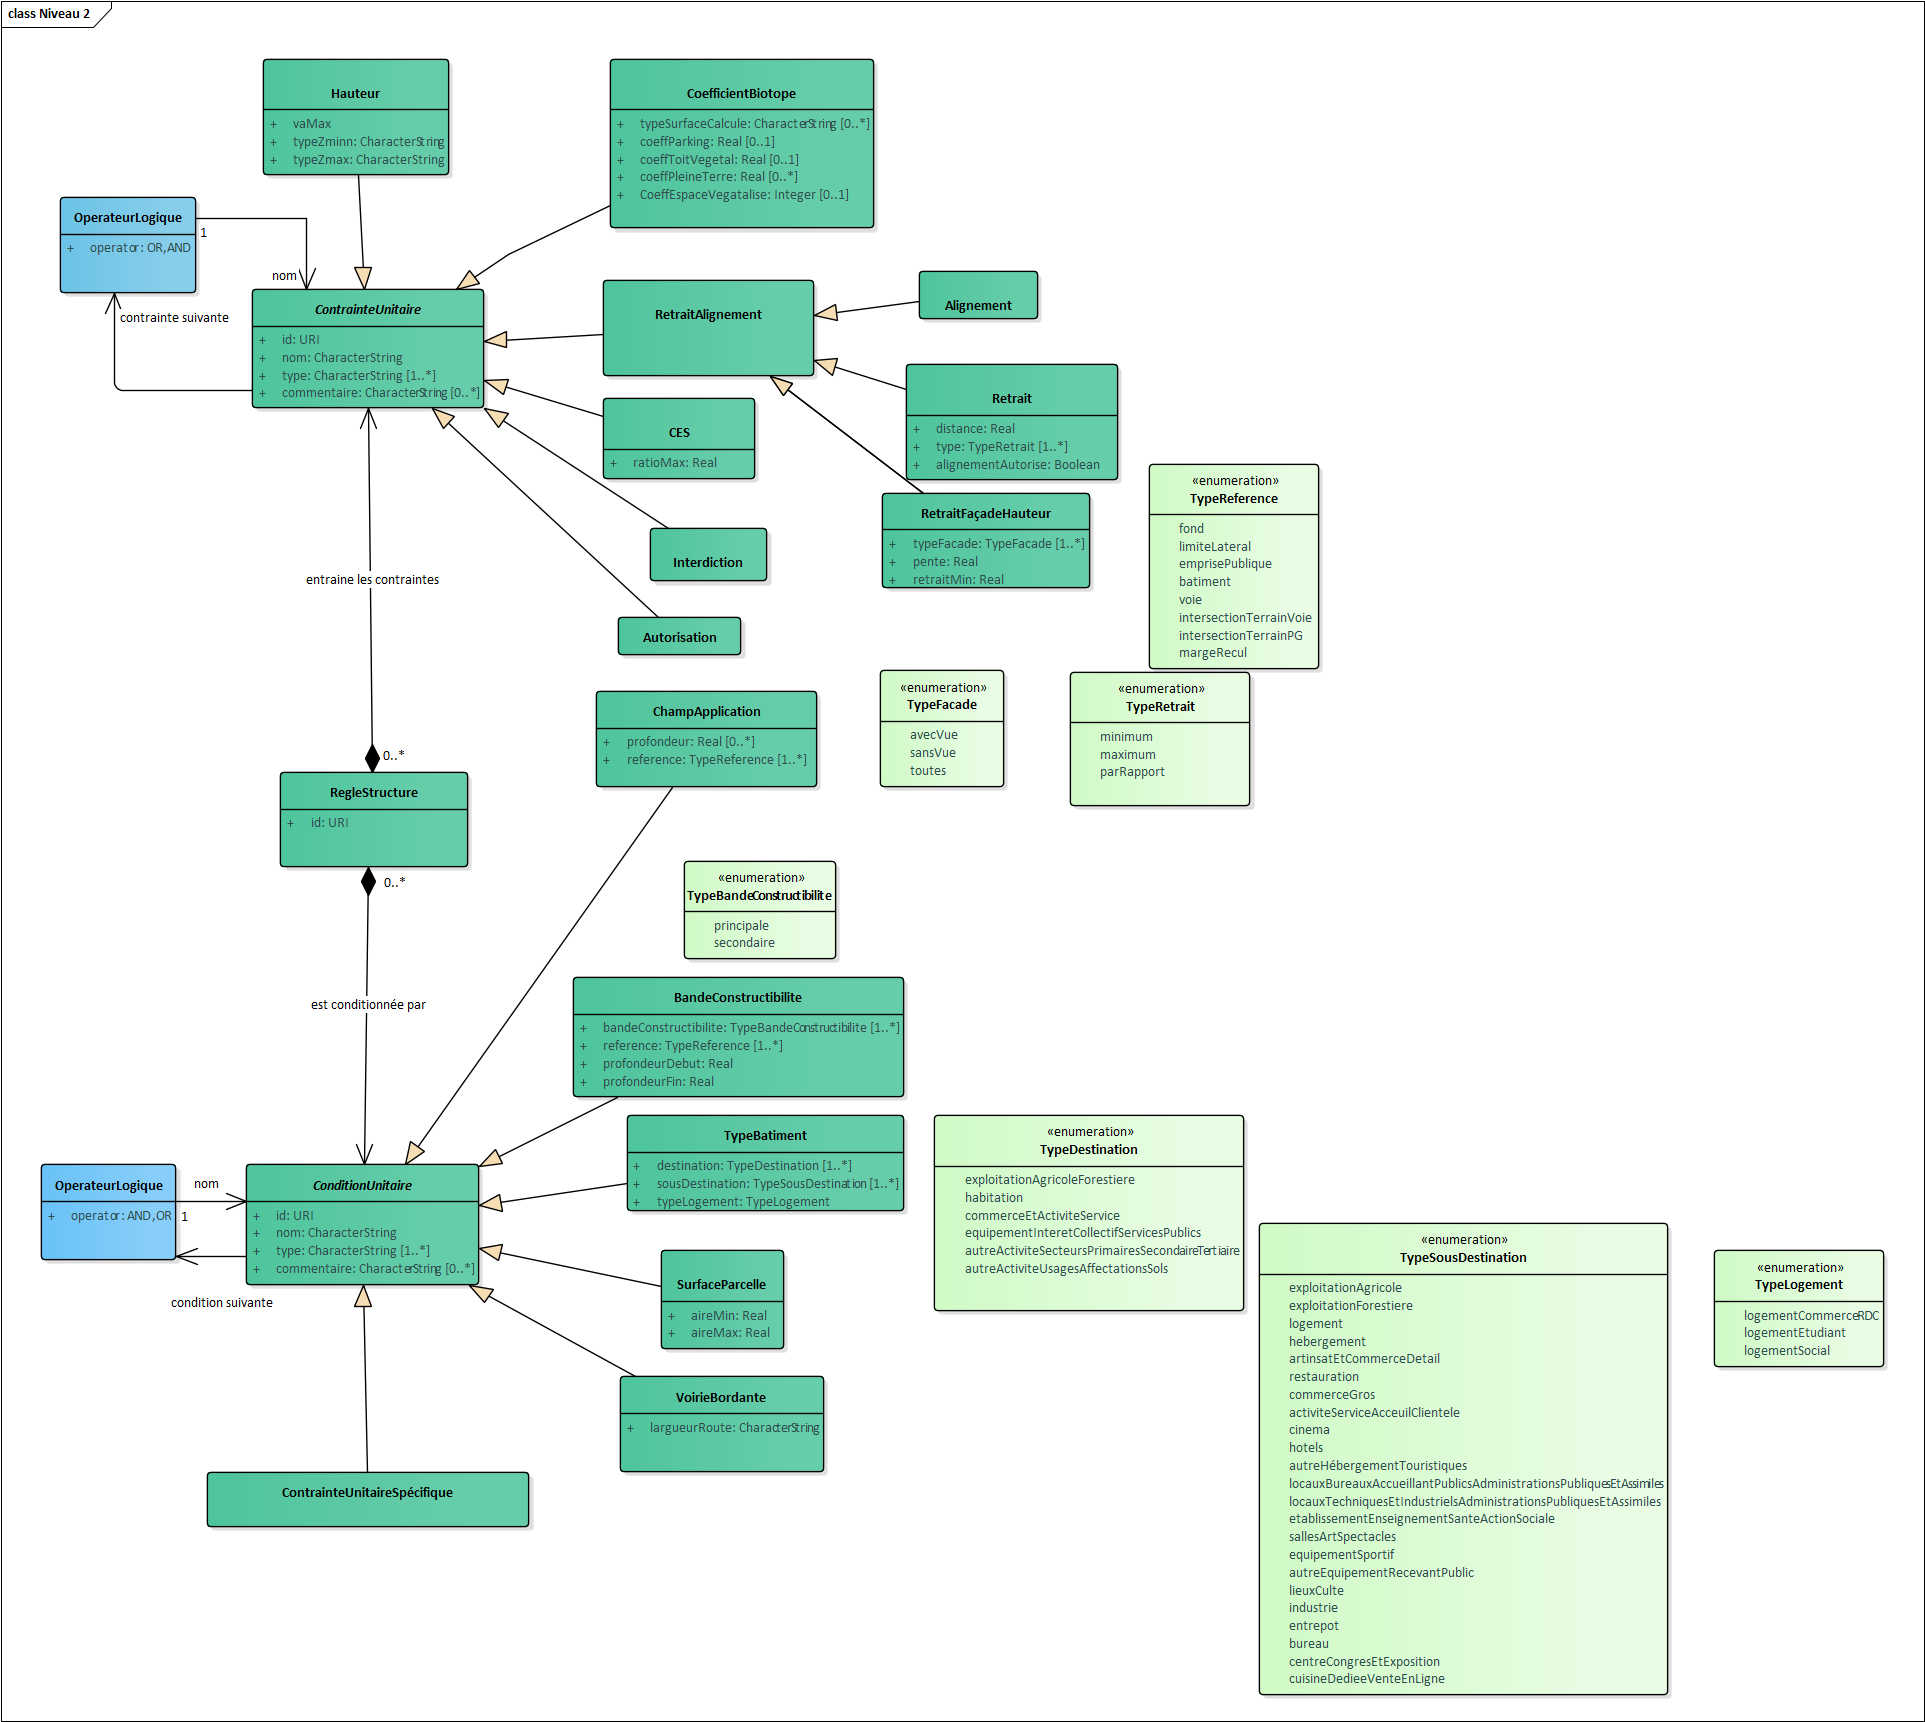 class Niveau 2
Hauteur
+ vaMax
+ typeZminn: CharacterString
+ typeZmax: CharacterString
CoefficientBiotope
+ typeSurfaceCalcule: CharacterString [0..*]
+ coeffParking: Real [0..1]
+ coeffToitVegetal: Real [0..1]
+ coeffPleineTerre: Real [0..*]
+ CoeffEspaceVegatalise: Integer [0..1]
OperateurLogique
+ operator: OR,AND
1
nom
contrainte suivante
ContrainteUnitaire
+ id: URI
+ nom: CharacterString
+ type: CharacterString [1..*]
+ commentaire: CharacterString [0..*]
RetraitAlignement
Alignement
Retrait
+ distance: Real
+ type: TypeRetrait [1..*]
+ alignementAutorise: Boolean
CES
+ ratioMax: Real
RetraitFaçadeHauteur
+ typeFacade: TypeFacade [1..*]
+ pente: Real
+ retraitMin: Real
«enumeration»
TypeReference
fond
limiteLateral
emprisePublique
batiment
voie
intersectionTerrainVoie
intersectionTerrainPG
margeRecul
Interdiction
Autorisation
entraine les contraintes
«enumeration»
TypeFacade
avecVue
sansVue
toutes
«enumeration»
TypeRetrait
minimum
maximum
parRapport
ChampApplication
+ profondeur: Real [0..*]
+ reference: TypeReference [1..*]
0..*
RegleStructure
+ id: URI
0..*
«enumeration»
TypeBandeConstructibilite
principale
secondaire
est conditionnée par
BandeConstructibilite
+ bandeConstructibilite: TypeBandeConstructibilite [1..*]
+ reference: TypeReference [1..*]
+ profondeurDebut: Real
+ profondeurFin: Real
TypeBatiment
+ destination: TypeDestination [1..*]
+ sousDestination: TypeSousDestination [1..*]
+ typeLogement: TypeLogement
«enumeration»
TypeDestination
exploitationAgricoleForestiere
habitation
commerceEtActiviteService
equipementInteretCollectifServicesPublics
autreActiviteSecteursPrimairesSecondaireTertiaire
autreActiviteUsagesAffectationsSols
OperateurLogique
+ operator: AND,OR
nom
1
condition suivante
ConditionUnitaire
+ id: URI
+ nom: CharacterString
+ type: CharacterString [1..*]
+ commentaire: CharacterString [0..*]
SurfaceParcelle
+ aireMin: Real
+ aireMax: Real
VoirieBordante
+ largueurRoute: CharacterString
ContrainteUnitaireSpécifique
«enumeration»
TypeSousDestination
exploitationAgricole
exploitationForestiere
logement
hebergement
artinsatEtCommerceDetail
restauration
commerceGros
activiteServiceAcceuilClientele
cinema
hotels
autreHébergementTouristiques
locauxBureauxAccueillantPublicsAdministrationsPubliquesEtAssimiles
locauxTechniquesEtIndustrielsAdministrationsPubliquesEtAssimiles
etablissementEnseignementSanteActionSociale
sallesArtSpectacles
equipementSportif
autreEquipementRecevantPublic
lieuxCulte
industrie
entrepot
bureau
centreCongresEtExposition
cuisineDedieeVenteEnLigne
«enumeration»
TypeLogement
logementCommerceRDC
logementEtudiant
logementSocial